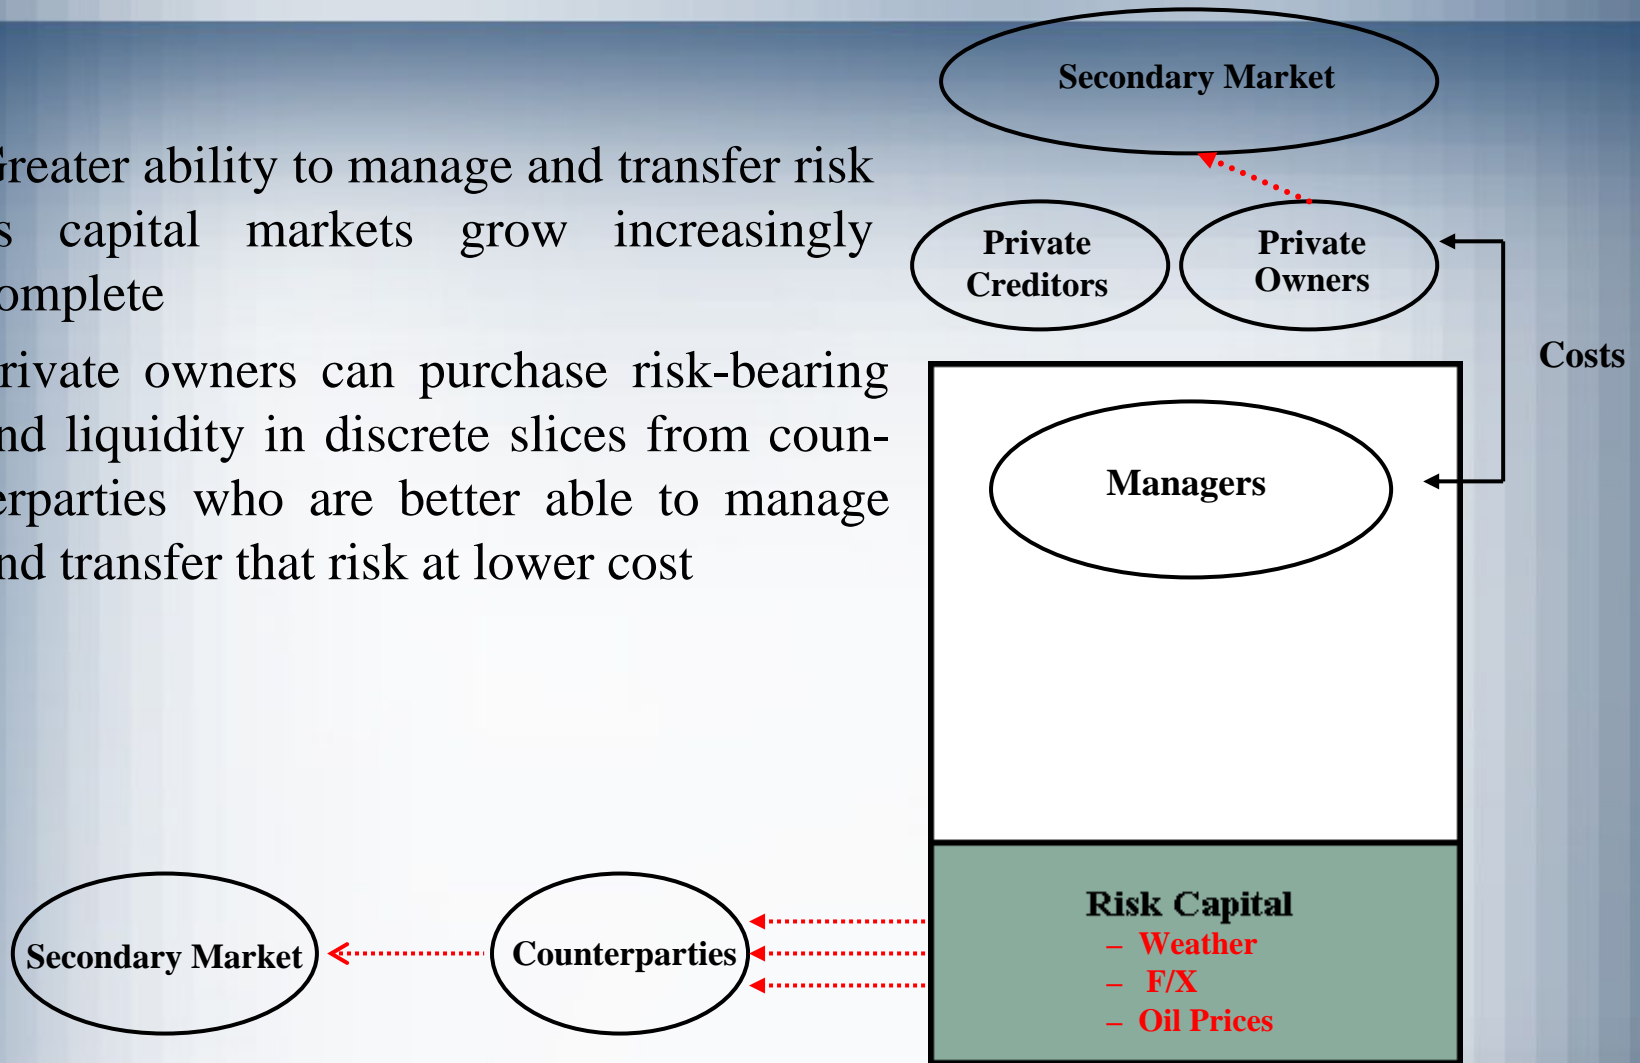 reater ability to manage and transfer risk
s capital markets grow increasingly
omplete
rivate owners can purchase risk-bearing
nd liquidity in discrete slices from coun-
erparties who are better able to manage
nd transfer that risk at lower cost
Secondary Market
Private
Creditors
Private
Owners
Costs
Managers
Risk Capital
– Weather
– F/X
– Oil Prices
Counterparties
Secondary Market